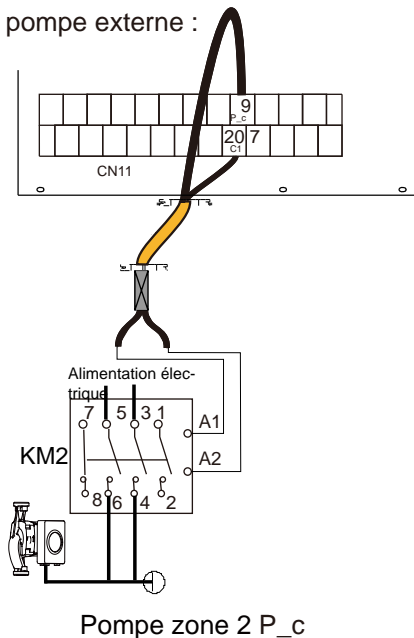 pompe externe :
9
P_c
20 7
C1
CN11
Alimentation élec-
trique
7 5 3 1
A1
KM2
A2
8 6 4 2
Pompe zone 2 P_c